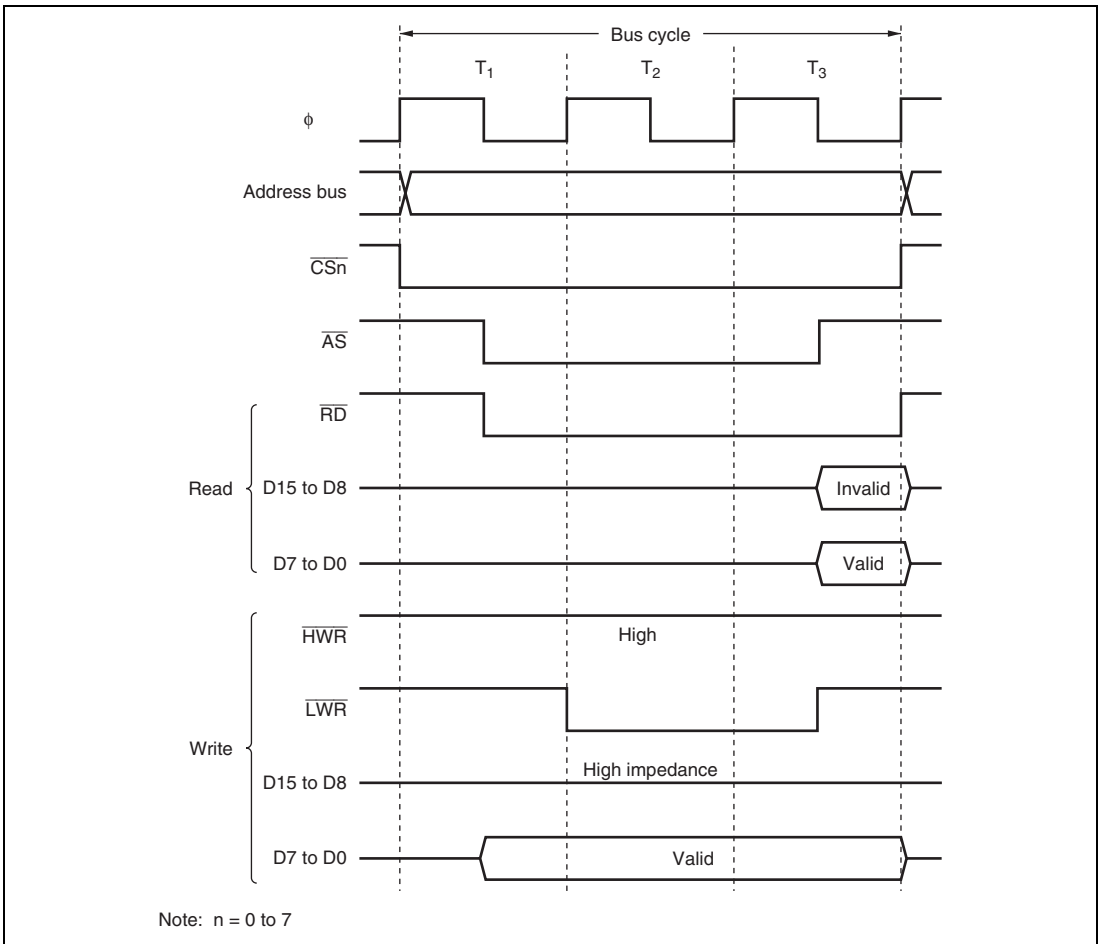 Bus cycle
T1 T2 T3
ϕ
Address bus
CSn
AS
RD
Read
D15 to D8 Invalid
D7 to D0 Valid
HWR High
LWR
Write
D15 to D8 High impedance
D7 to D0 Valid
Note: n = 0 to 7